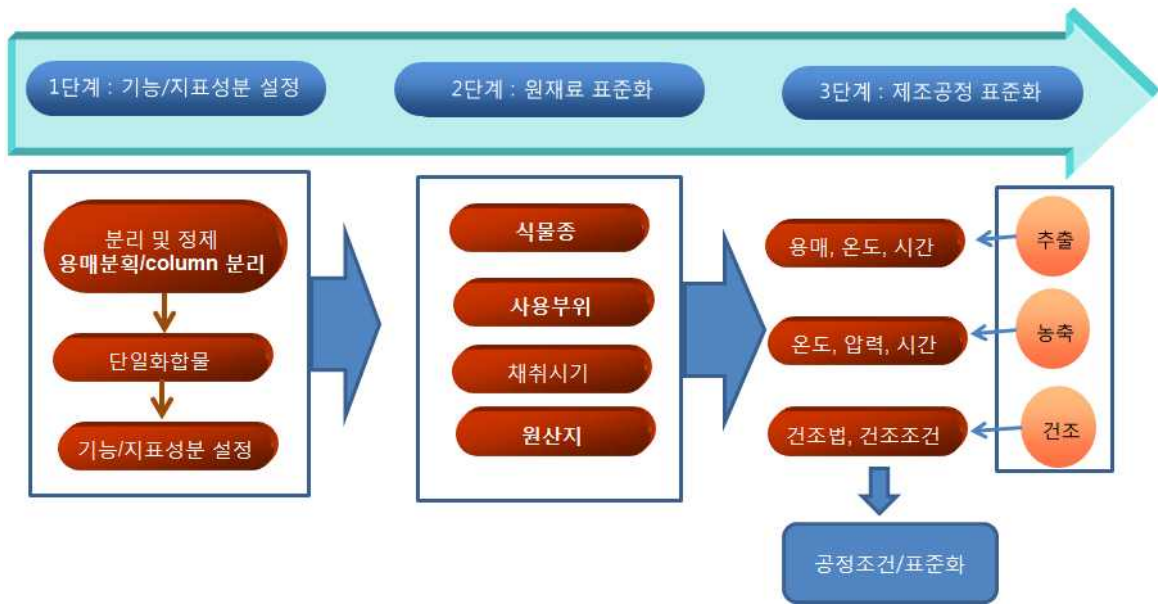 1단계 : 기능/지표성분 설정
2단계 : 원재료 표준화
3단계 : 제조공정 표준화
분리 및 정제
용매분획/column 분리
단일화합물
기능/지표성분 설정
식물종
사용부위
채취시기
원산지
용매, 온도, 시간
추출
온도, 압력, 시간
농축
건조법, 건조조건
건조
공정조건/표준화